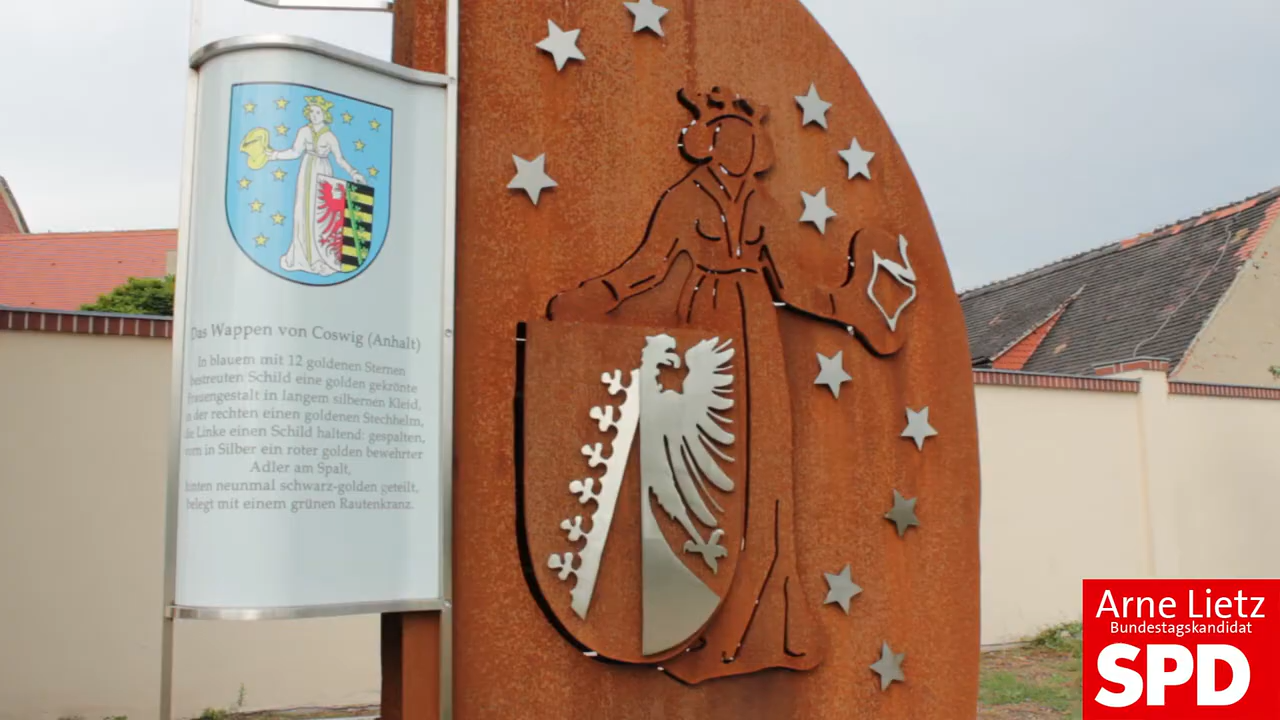 Das Wappen von Coswig (Anhalt)
In blauem mit 12 goldenen Sternen
bestreuten Schild eine golden gekrönte
Frauengestalt in langem silbernen Kleid,
in der rechten einen goldenen Stechhelm,
die Linke einen Schild haltend: gespalten,
vorn in Silber ein roter golden bewehrter
Adler am Spalt,
hinten neunmal schwarz-golden geteilt,
belegt mit einem grünen Rautenkranz.
Arne Lietz
Bundestagskandidat
SPD